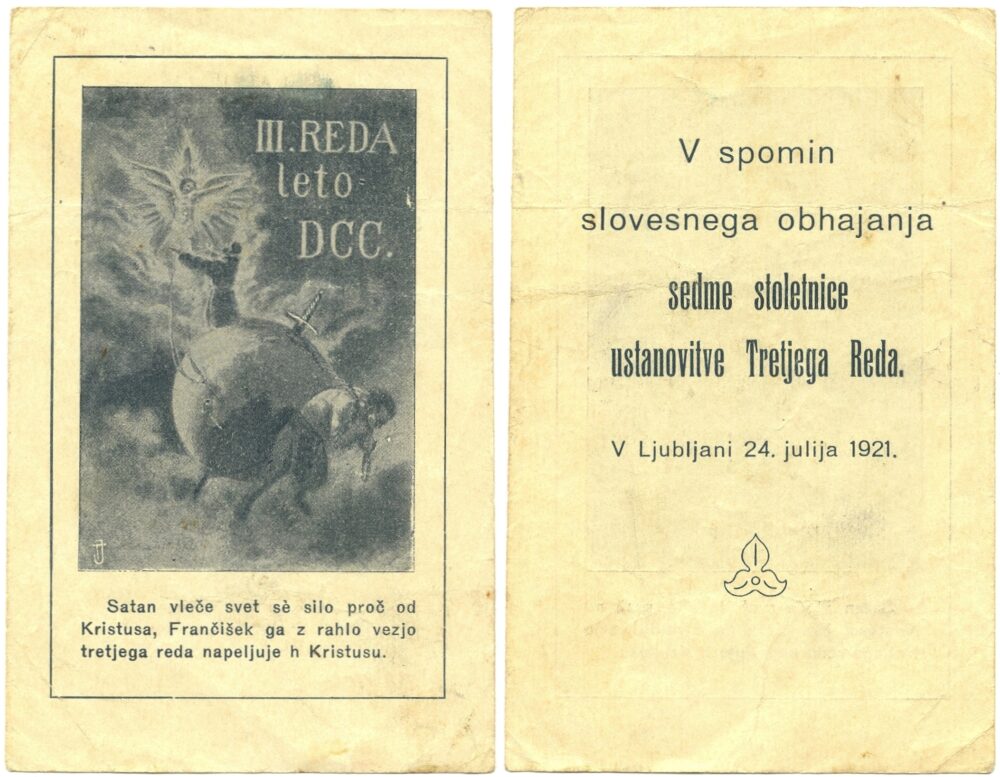 III. REDA
leto
DCC.
Satan vleče svet sè silo proč od
Kristusa, Frančišek ga z rahlo vezjo
tretjega reda napeljuje h Kristusu.
V spomin
slovesnega obhajanja
sedme stoletnice
ustanovitve Tretjega Reda.
V Ljubljani 24. julija 1921.